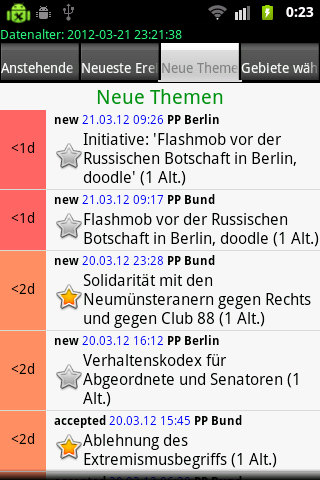 0:23
Datenalter: 2012-03-21 23:21:38
Anstehende
Neueste Ere
Neue Theme
Gebiete wäh
Neue Themen
new 21.03.12 09:26 PP Berlin
<1d
Initiative: 'Flashmob vor der
Russischen Botschaft in Berlin,
doodle' (1 Alt.)
new 21.03.12 09:17 PP Bund
<1d
Flashmob vor der Russischen
Botschaft in Berlin, doodle (1 Alt.)
new 20.03.12 23:28 PP Bund
<2d
Solidarität mit den
Neumünsteranern gegen Rechts
und gegen Club 88 (1 Alt.)
new 20.03.12 16:12 PP Berlin
<2d
Verhaltenskodex für
Abgeordnete und Senatoren (1
Alt.)
accepted 20.03.12 15:45 PP Bund
<2d
Ablehnung des
Extremismusbegriffs (1 Alt.)